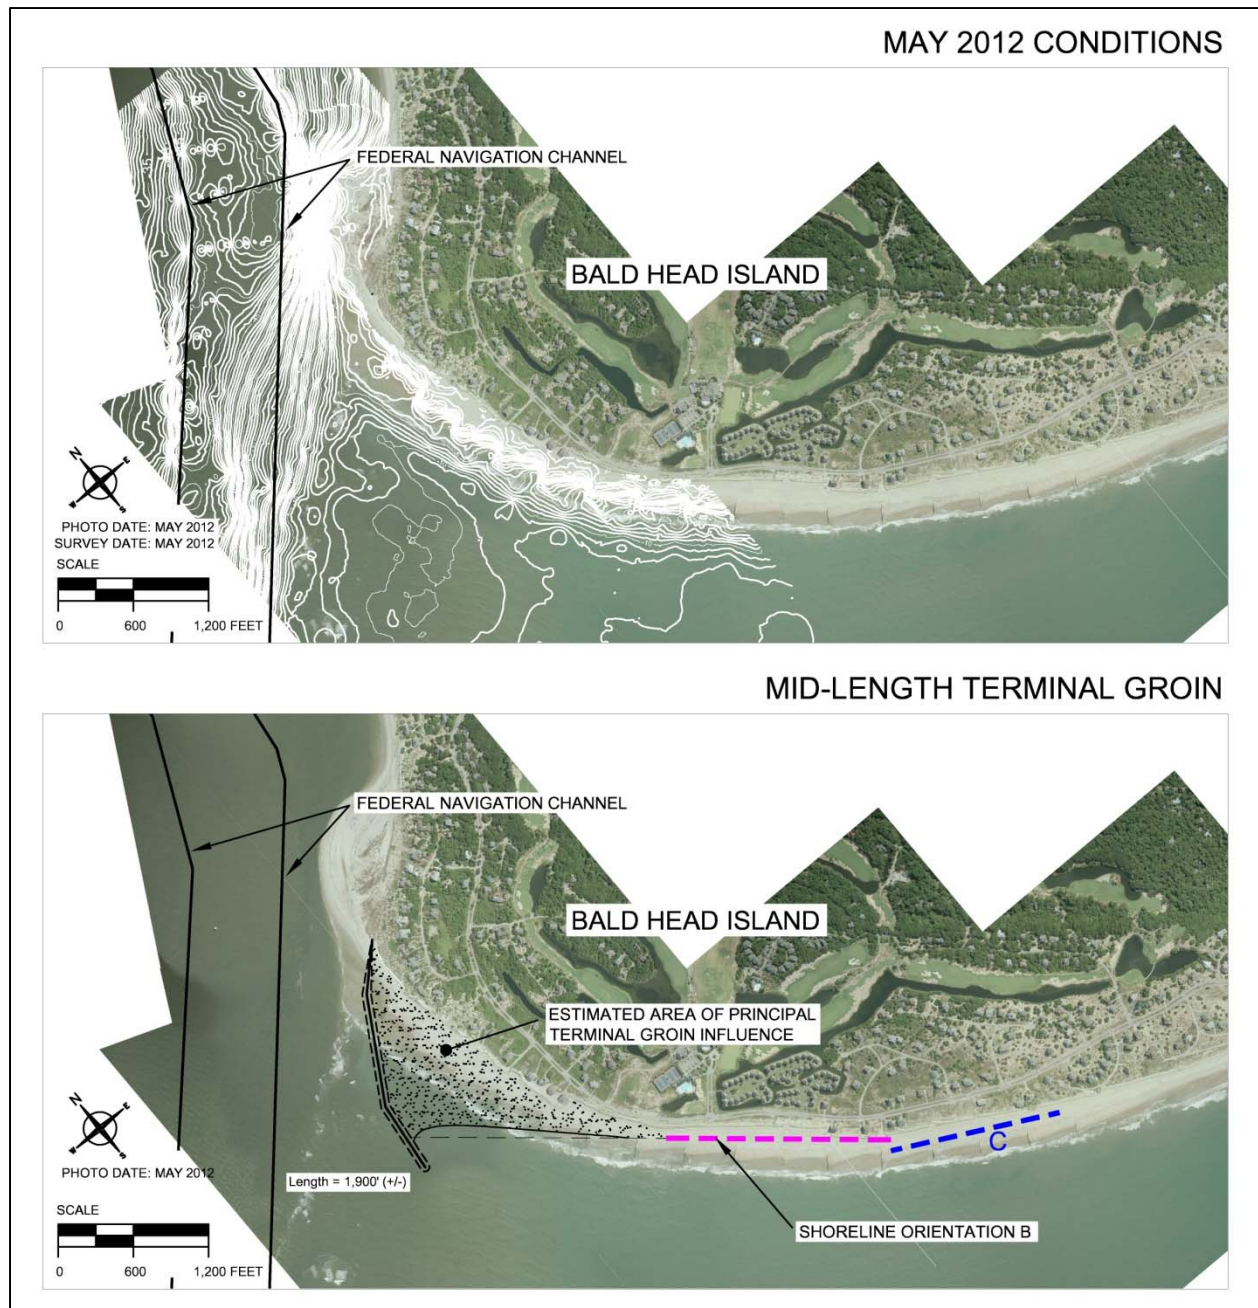 MAY 2012 CONDITIONS
FEDERAL NAVIGATION CHANNEL
BALD HEAD ISLAND
N
E
S
PHOTO DATE: MAY 2012
SURVEY DATE: MAY 2012
SCALE
0 600 1,200 FEET
MID-LENGTH TERMINAL GROIN
FEDERAL NAVIGATION CHANNEL
BALD HEAD ISLAND
ESTIMATED AREA OF PRINCIPAL
TERMINAL GROIN INFLUENCE
C
N
E
S
PHOTO DATE: MAY 2012
Length = 1,900' (+/-)
SHORELINE ORIENTATION B
SCALE
0 600 1,200 FEET